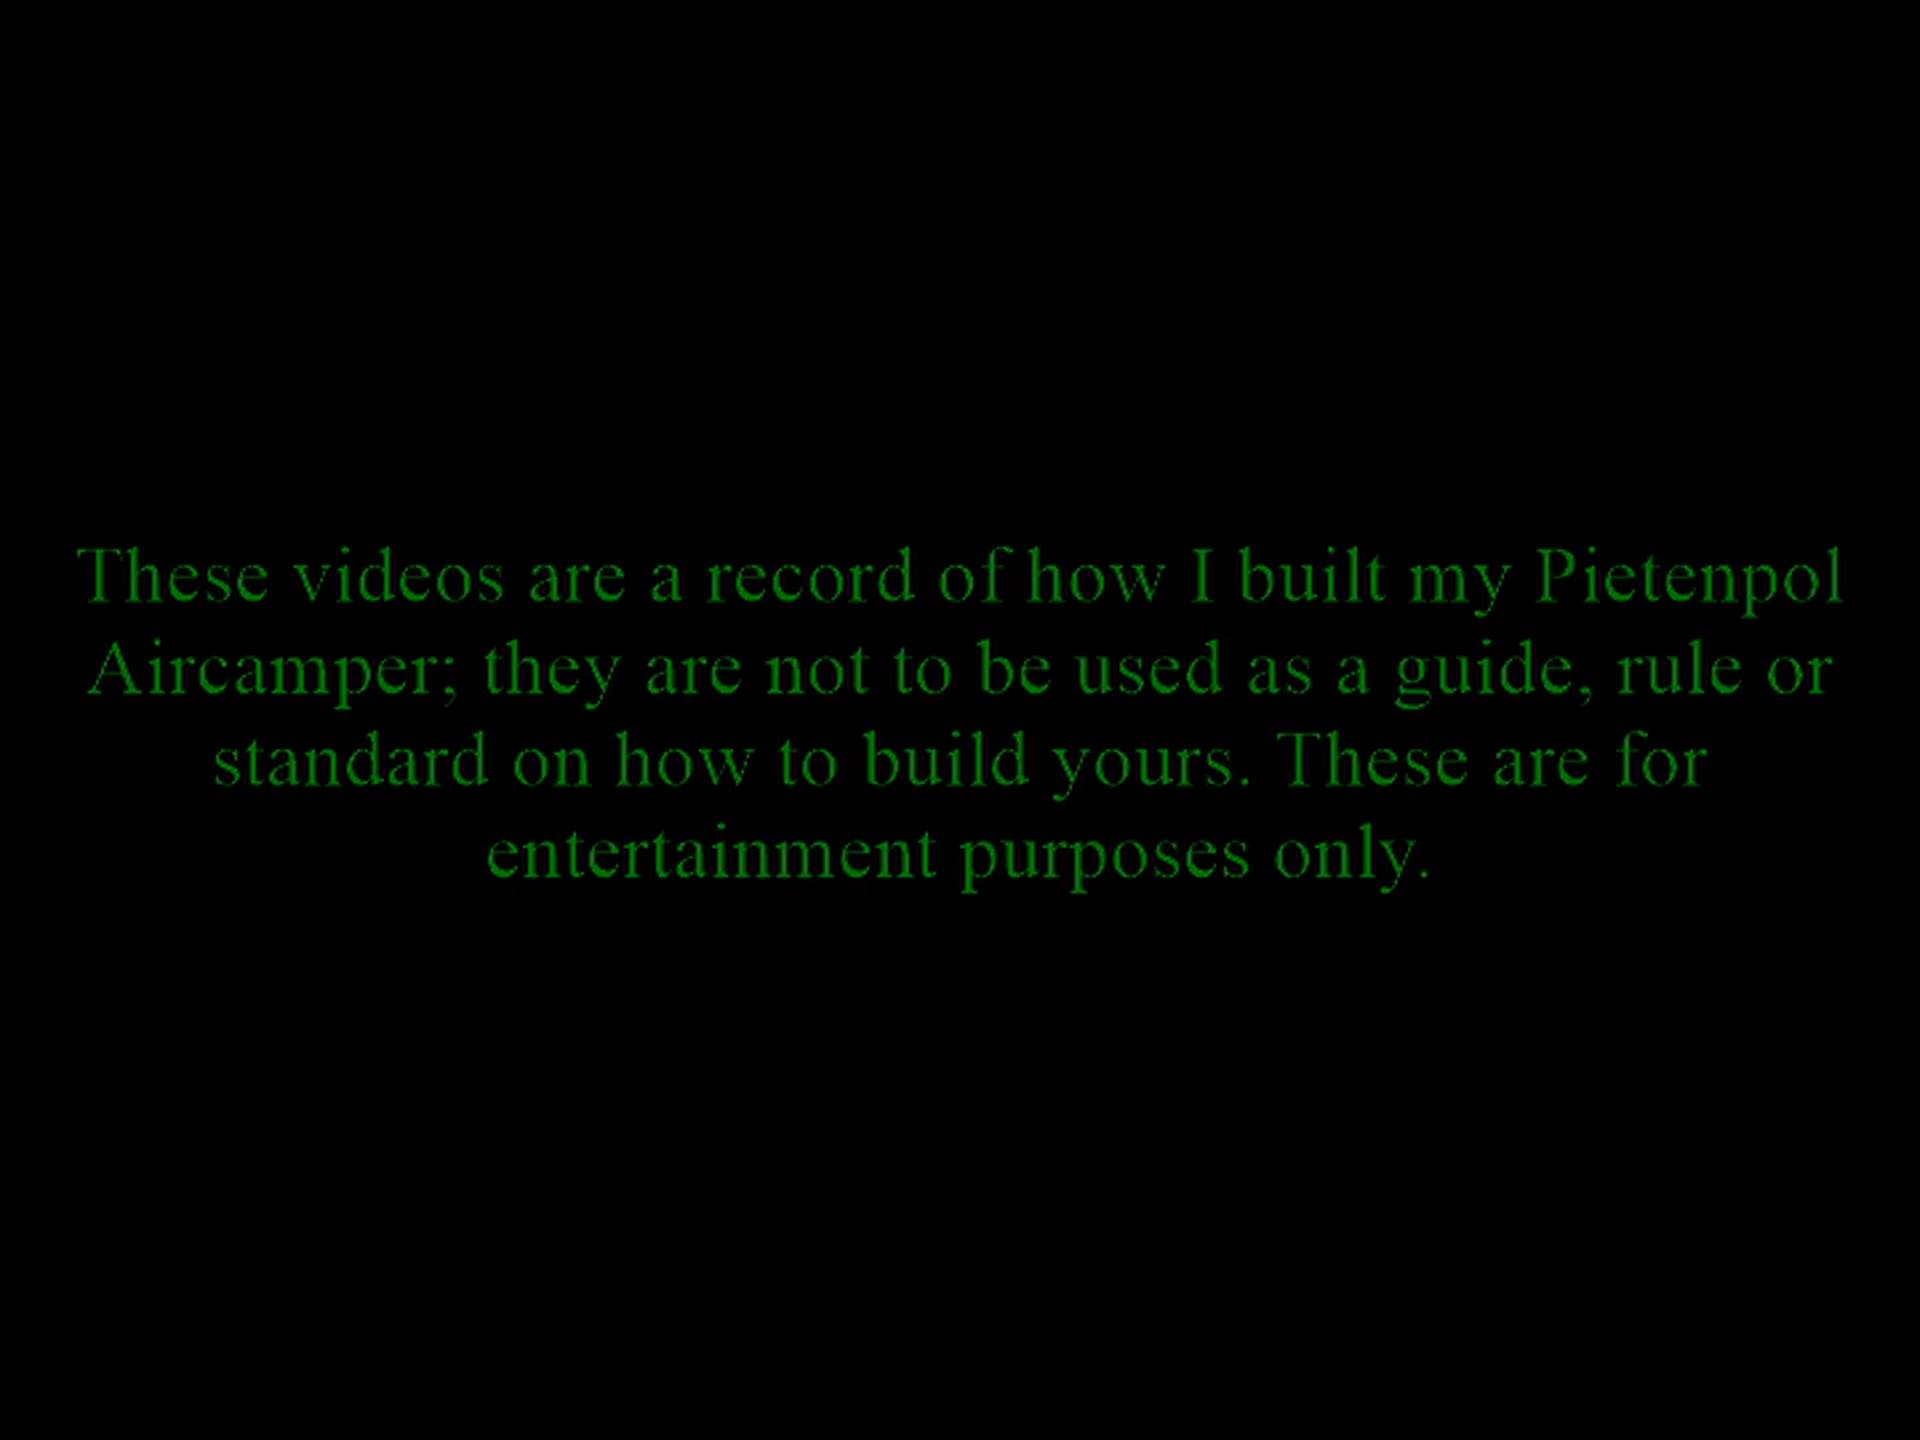 These videos are a record of how I built my Pietenpol
Aircamper; they are not to be used as a guide, rule or
standard on how to build yours. These are for
entertainment purposes only.